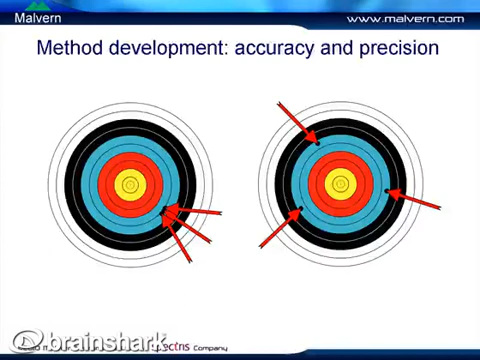 Malvern
www.malvern.com
Method development: accuracy and precision
brainshark
Company